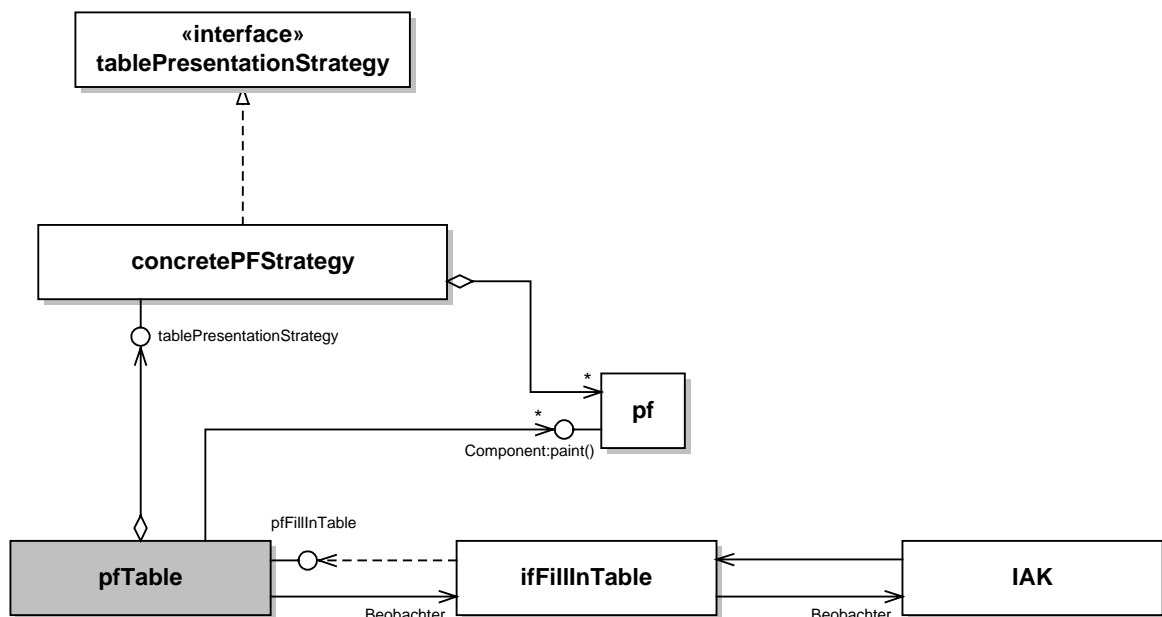 «interface»
tablePresentationStrategy
concretePFStrategy
tablePresentationStrategy
*
pf
*
Component:paint()
pfFillInTable
pfTable
ifFillInTable
IAK
Beobachter
Beobachter